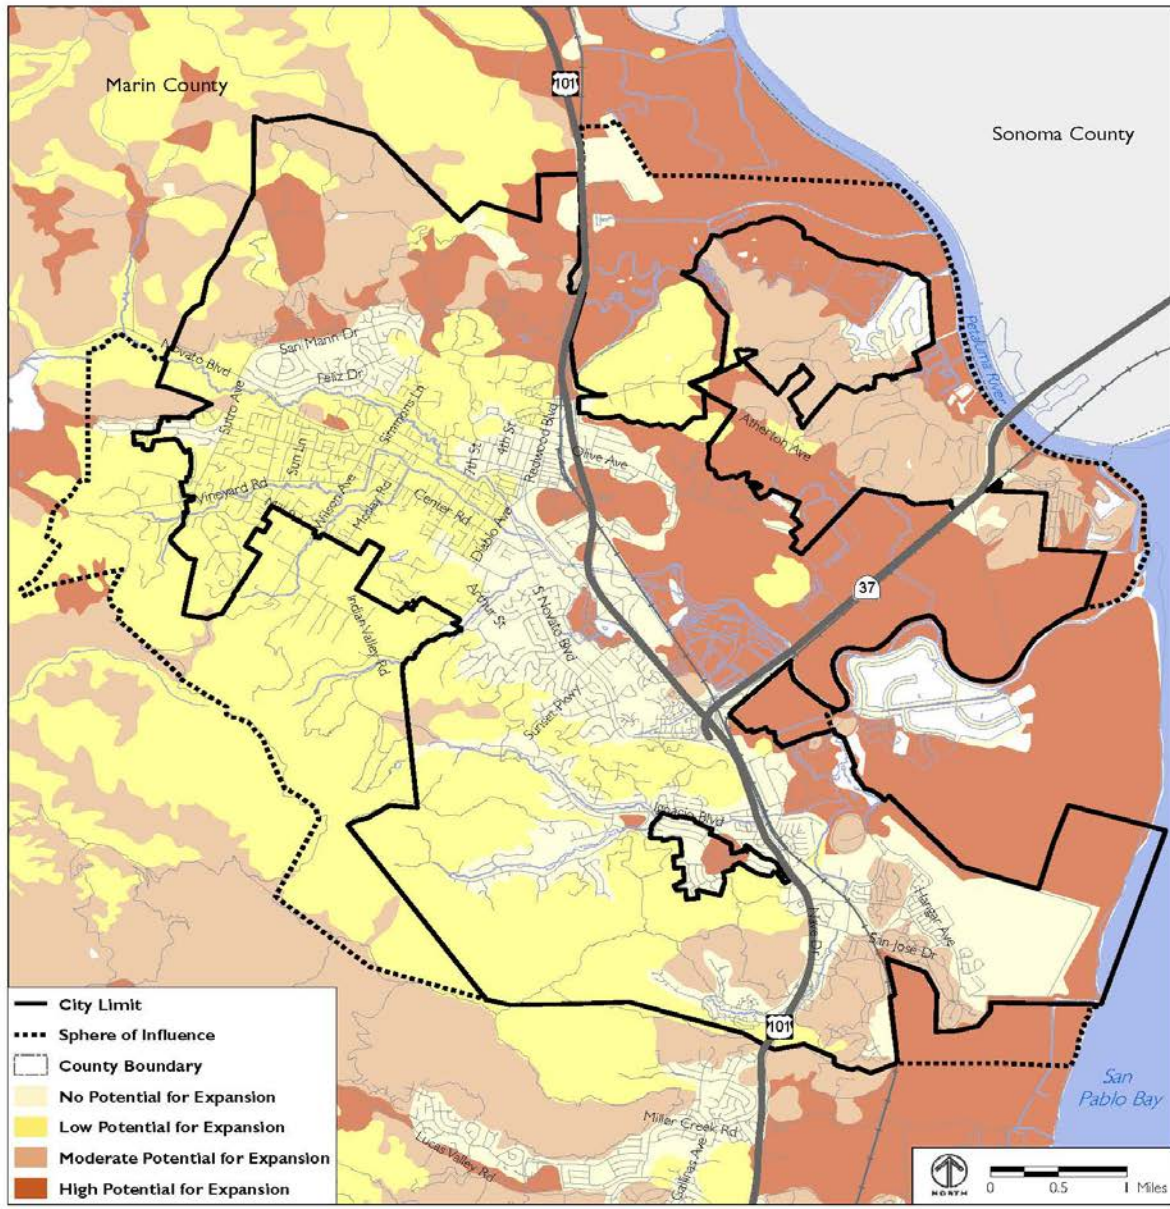 101
Marin County
Sonoma County
San Marin Dr
Novato Blvd
Feliz Dr
Petaluma River
Sutro Ave
Simmons Ln
Redwood Blvd
4th St
7th St
Atherton Ave
Sun Ln
Olive Ave
Vineyard Rd
Wilson Ave
McClay Rd
Center Rd
Diablo Ave
37
Arthur St
S Novato Blvd
Indian Valley Rd
Sunset Pkwy
Ignacio Blvd
Hangar Ave
Nave Dr
San Jose Dr
City Limit
Sphere of Influence
101
County Boundary
No Potential for Expansion
San
Pablo Bay
Miller Creek Rd
Low Potential for Expansion
Lucas Valley Rd
Las Gallinas Ave
Moderate Potential for Expansion
High Potential for Expansion
NORTH
0 0.5 1 Miles